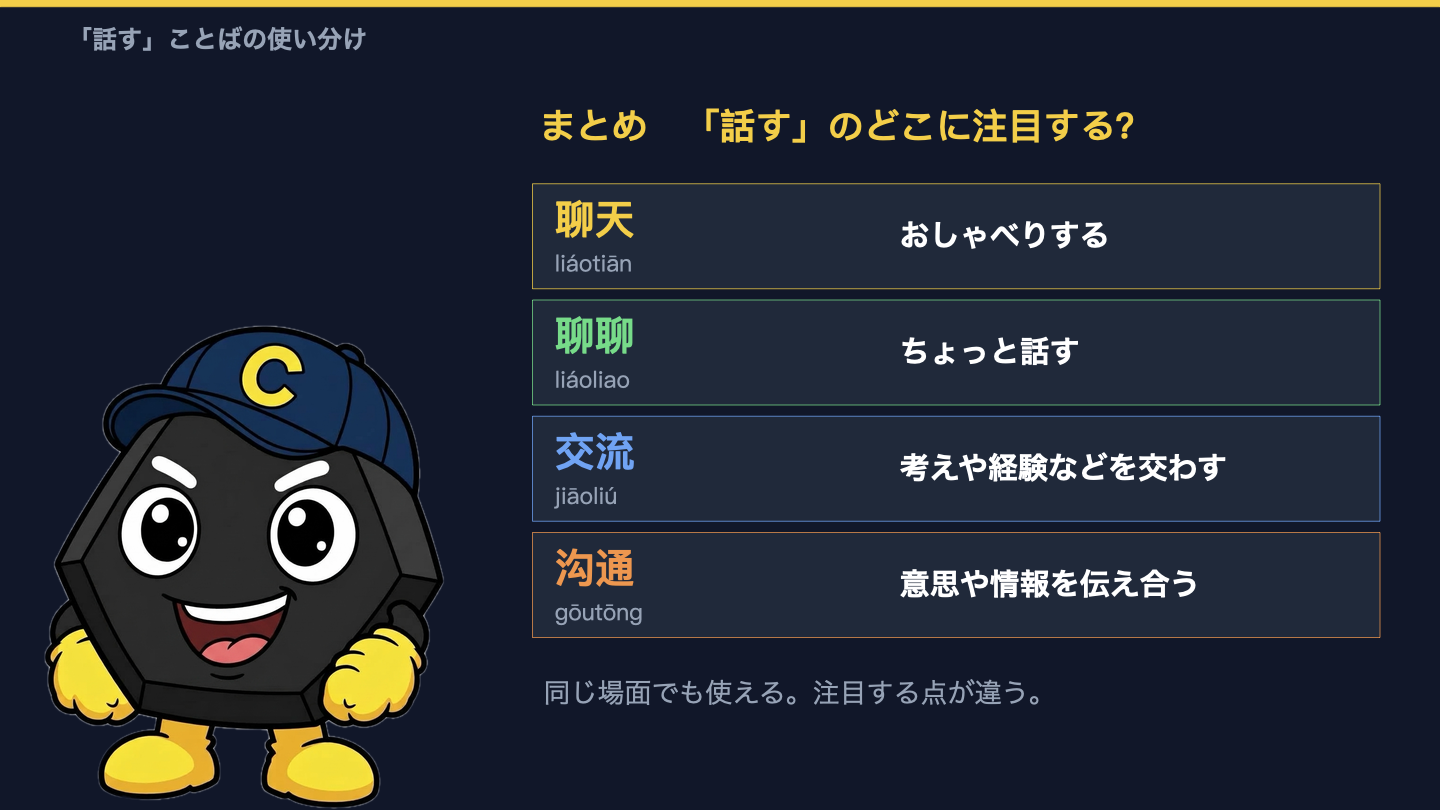 「話す」ことばの使い分け
まとめ　「話す」のどこに注目する?
聊天
liáotiān
おしゃべりする
聊聊
liáoliao
ちょっと話す
交流
jiāoliú
考えや経験などを交わす
沟通
gōutōng
意思や情報を伝え合う
同じ場面でも使える。注目する点が違う。
C